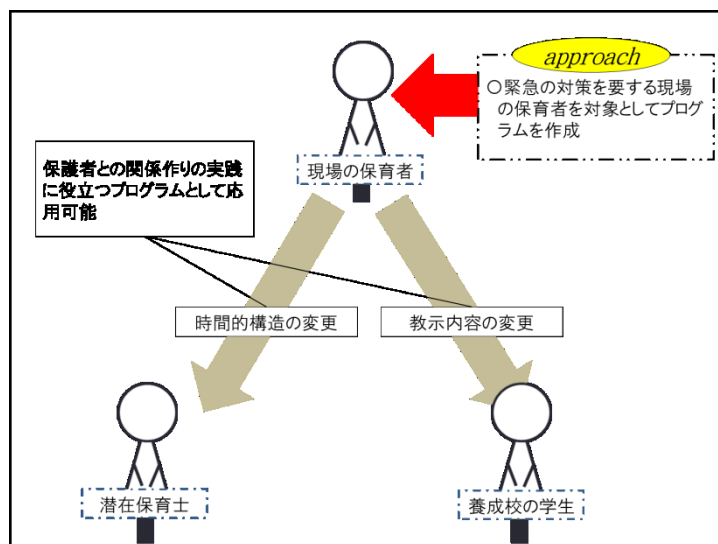 approach
○緊急の対策を要する現場
の保育者を対象としてプログ
ラムを作成
現場の保育者
保護者との関係作りの実践
に役立つプログラムとして応
用可能
時間的構造の変更
教示内容の変更
潜在保育士
養成校の学生